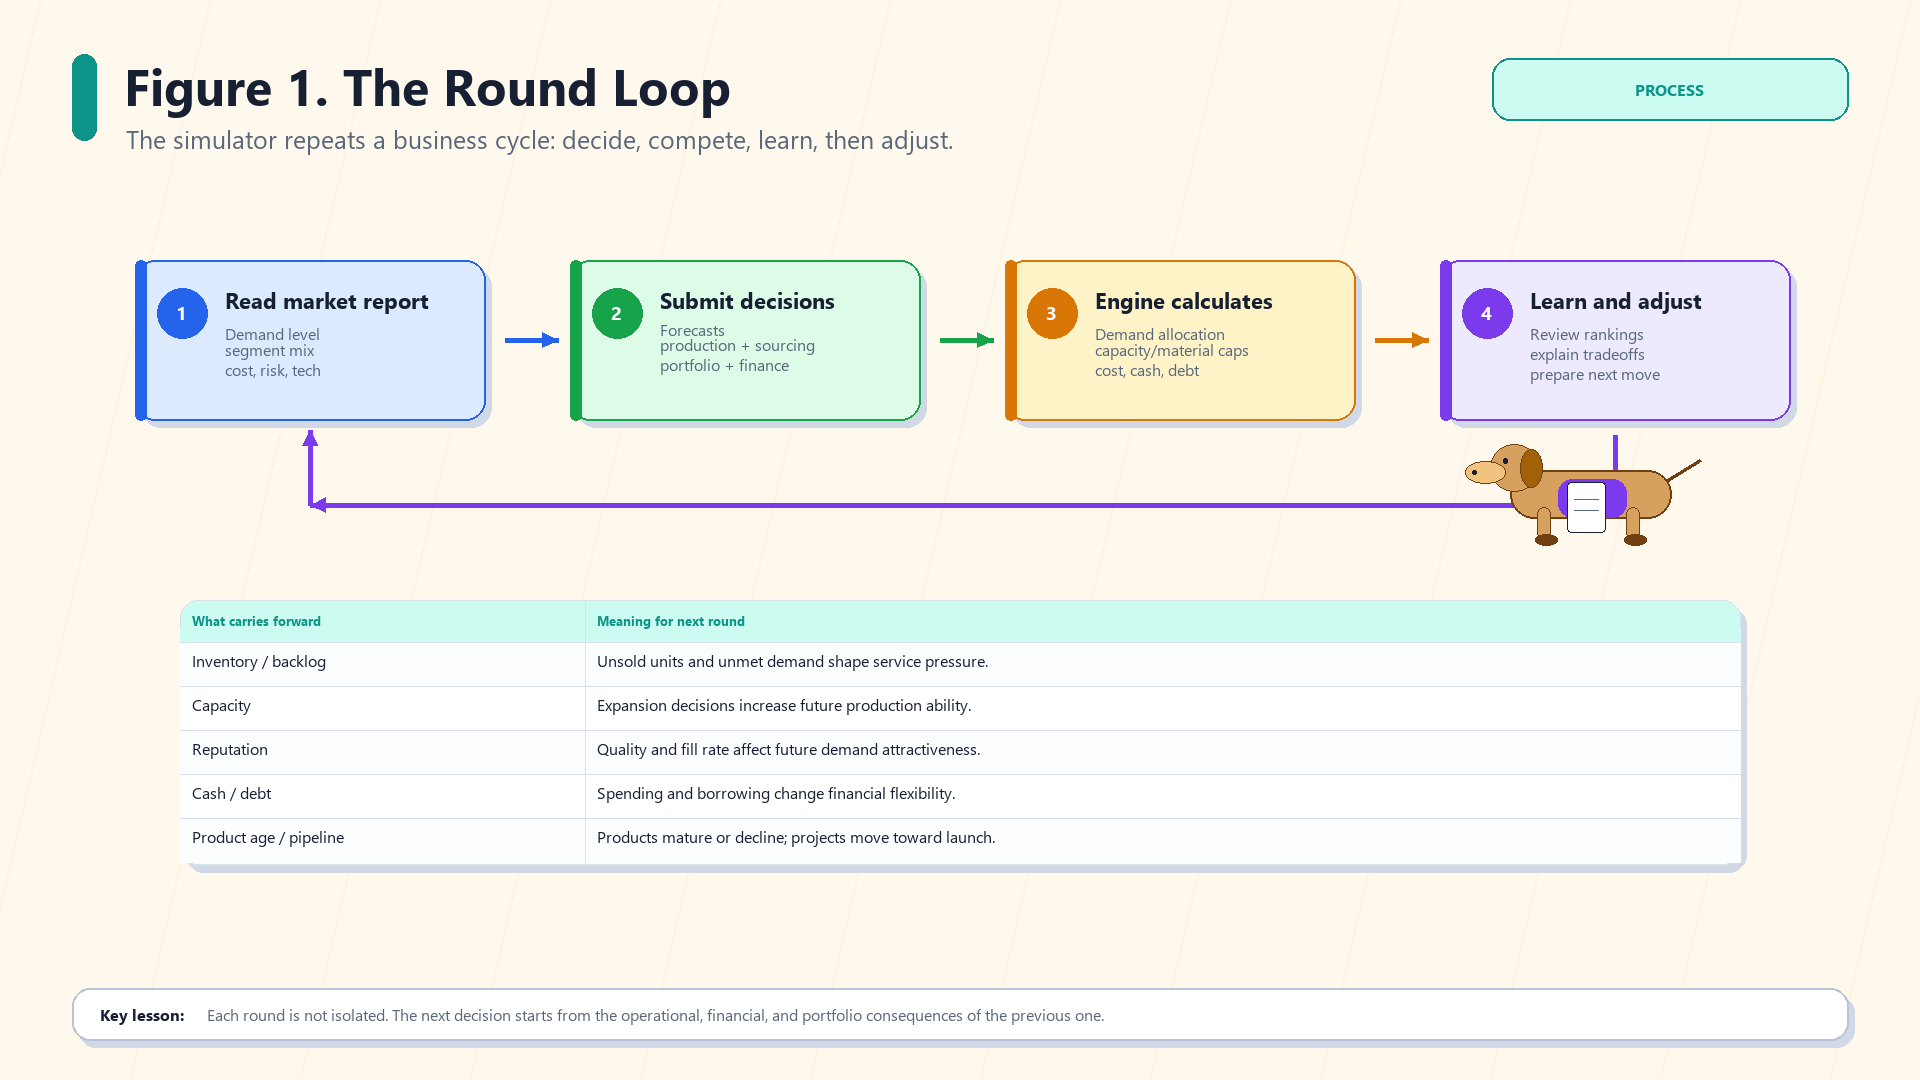 Figure 1. The Round Loop
The simulator repeats a business cycle: decide, compete, learn, then adjust.
PROCESS
1
Read market report
Demand level
segment mix
cost, risk, tech
2
Submit decisions
Forecasts
production + sourcing
portfolio + finance
3
Engine calculates
Demand allocation
capacity/material caps
cost, cash, debt
4
Learn and adjust
Review rankings
explain tradeoffs
prepare next move
What carries forward
Meaning for next round
Inventory / backlog
Unsold units and unmet demand shape service pressure.
Capacity
Expansion decisions increase future production ability.
Reputation
Quality and fill rate affect future demand attractiveness.
Cash / debt
Spending and borrowing change financial flexibility.
Product age / pipeline
Products mature or decline; projects move toward launch.
Key lesson: Each round is not isolated. The next decision starts from the operational, financial, and portfolio consequences of the previous one.